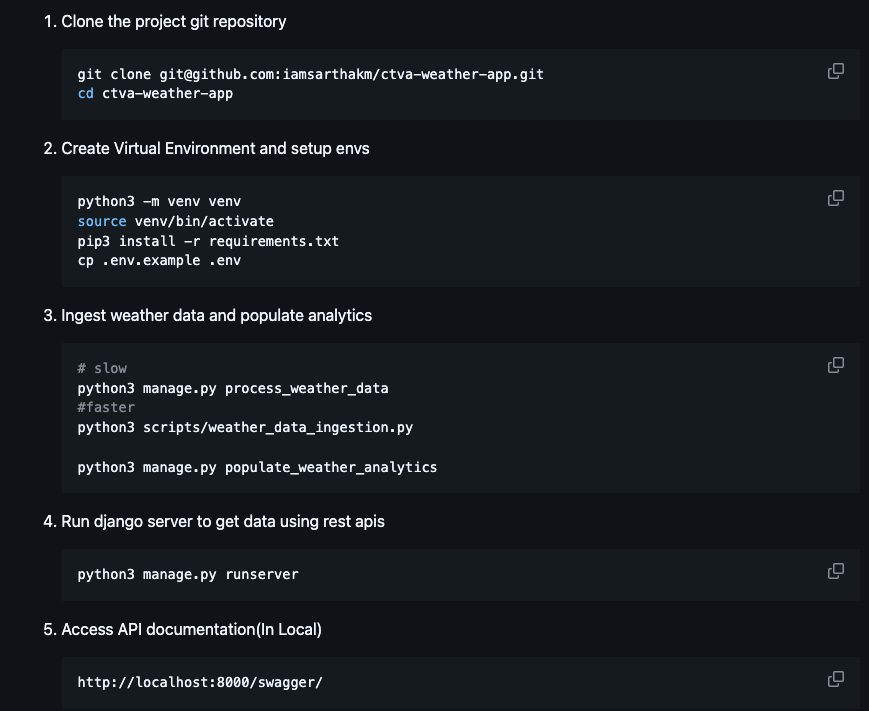 1. Clone the project git repository
git clone git@github.com:iamsarthakm/ctva-weather-app.git
cd ctva-weather-app
2. Create Virtual Environment and setup envs
python3 -m venv venv
source venv/bin/activate
pip3 install -r requirements.txt
cp .env.example .env
3. Ingest weather data and populate analytics
# slow
python3 manage.py process_weather_data
#faster
python3 scripts/weather_data_ingestion.py
python3 manage.py populate_weather_analytics
4. Run django server to get data using rest apis
python3 manage.py runserver
5. Access API documentation(In Local)
http://localhost:8000/swagger/